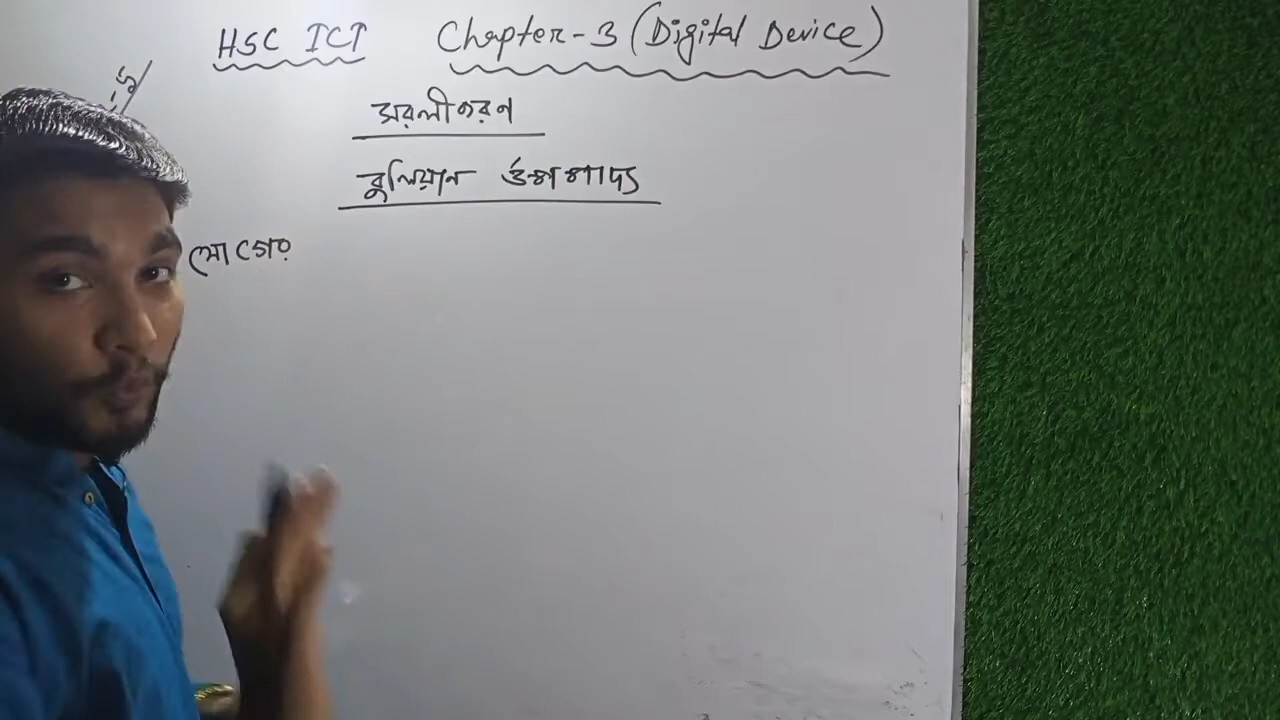 HSC ICT Chapter-3 (Digital Device)
সরলীকরণ
বুলিয়ান উপপাদ্য
যোগের